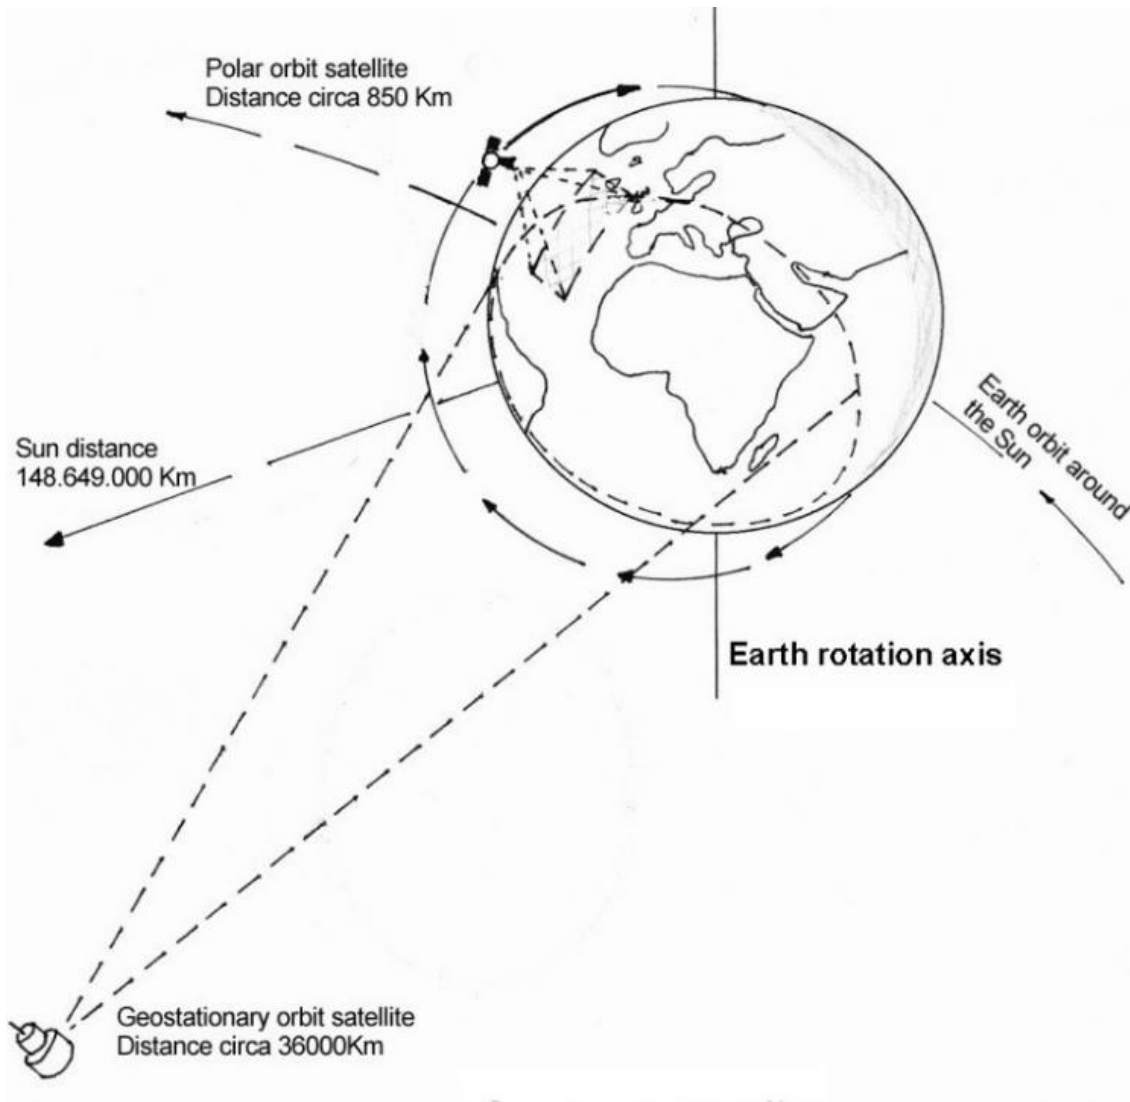 Polar orbit satellite
Distance circa 850 Km
Sun distance
148.649.000 Km
Earth orbit around
the Sun
Earth rotation axis
Geostationary orbit satellite
Distance circa 36000Km